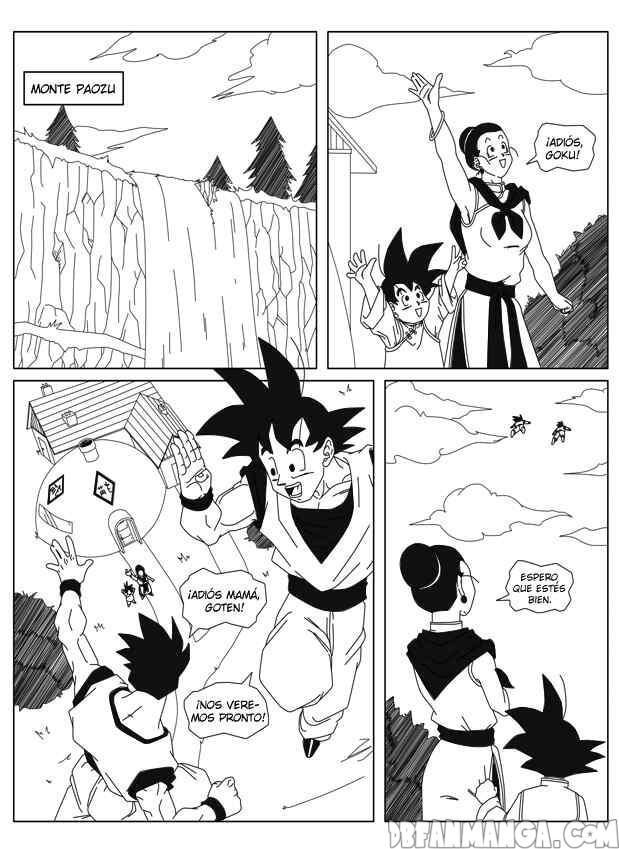 MONTE PAOZU
¡ADIÓS,
GOKU!
¡ADIÓS MAMÁ,
GOTEN!
¡NOS VERE-
MOS PRONTO!
ESPERO
QUE ESTÉS
BIEN.
DBFANMANGA.COM